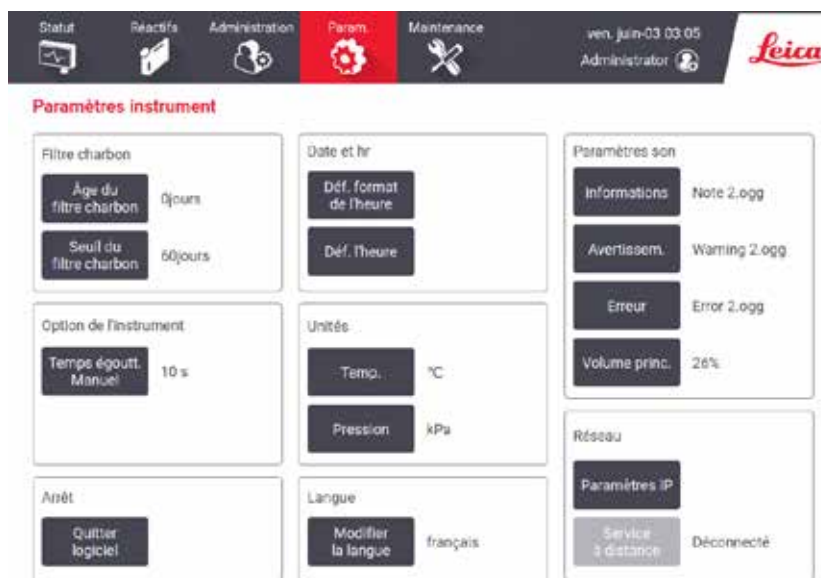 Statut Réactifs Administration Param. Maintenance
ven. juin-03 03:05
Administrator
Leica
Paramètres instrument
Filtre charbon
Âge du
filtre charbon
0jours
Seuil du
filtre charbon
60jours
Date et hr
Déf. format
de l'heure
Déf. l'heure
Paramètres son
Informations
Note 2.ogg
Avertissem.
Warning 2.ogg
Erreur
Error 2.ogg
Volume princ.
26%
Option de l'instrument
Temps égoutt.
Manuel
10 s
Unités
Temp.
°C
Pression
kPa
Réseau
Paramètres IP
Service
à distance
Déconnecté
Arrêt
Quitter
logiciel
Langue
Modifier
la langue
français